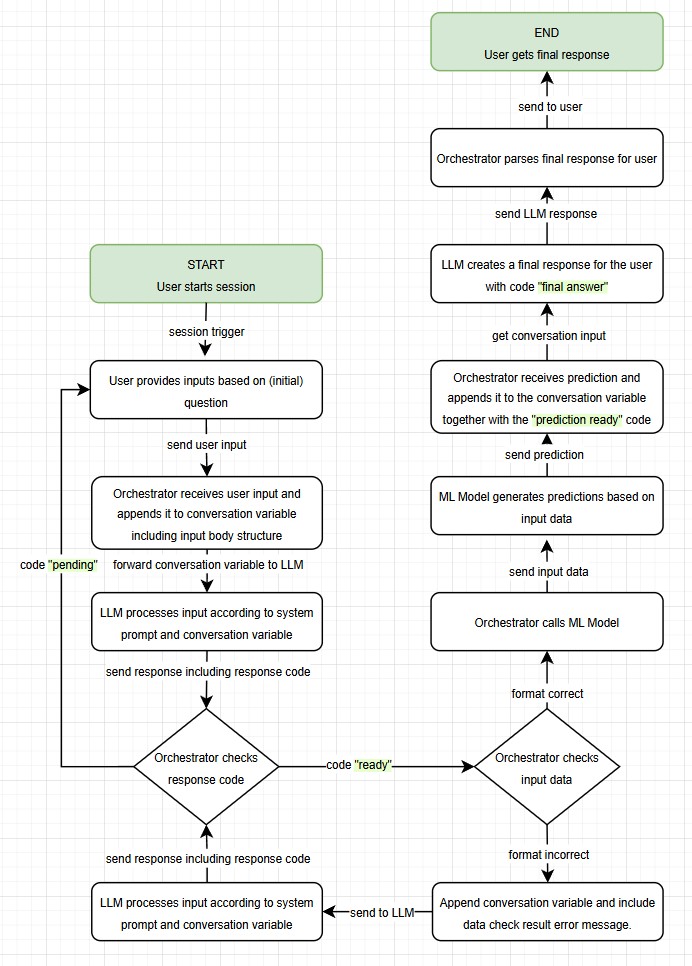 START
User starts session
session trigger
User provides inputs based on (initial)
question
send user input
Orchestrator receives user input and
appends it to conversation variable
including input body structure
code "pending"
forward conversation variable to LLM
LLM processes input according to system
prompt and conversation variable
send response including response code
Orchestrator checks
response code
code "ready"
Orchestrator checks
input data
format incorrect
Append conversation variable and include
data check result error message.
send to LLM
LLM processes input according to system
prompt and conversation variable
send response including response code
format correct
Orchestrator calls ML Model
send input data
ML Model generates predictions based on
input data
send prediction
Orchestrator receives prediction and
appends it to the conversation variable
together with the "prediction ready" code
get conversation input
LLM creates a final response for the user
with code "final answer"
send LLM response
Orchestrator parses final response for user
send to user
END
User gets final response